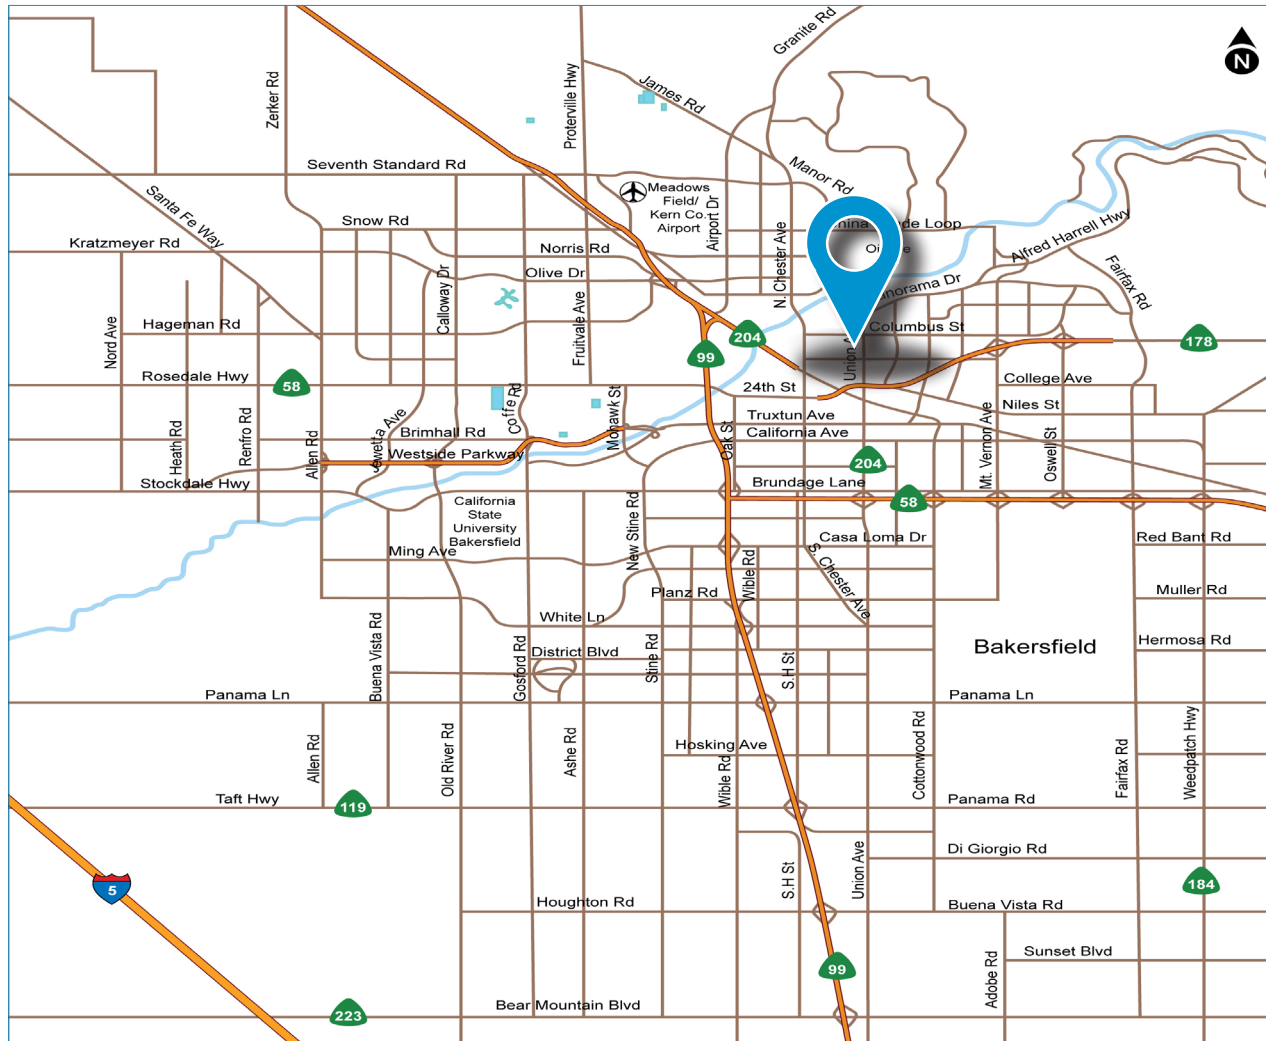 Granite Rd
N
Zerker Rd
Proterville Hwy
James Rd
Seventh Standard Rd
Manor Rd
Santa Fe Way
Meadows
Field/
Kern Co.
Airport
Airport Dr
N. Chester Ave
Snow Rd
Loop
Alfred Harrell Hwy
Kratzmeyer Rd
Norris Rd
Olive Dr
Fairfax Rd
Calloway Dr
Fruitvale Ave
Nord Ave
Hageman Rd
Columbus St
204
99
178
Union
Rosedale Hwy
58
24th St
College Ave
Niles St
Coffe Rd
Mohawk St
Truxtun Ave
California Ave
Brimhall Rd
Westside Parkway
Jewetta Ave
Allen Rd
Renfro Rd
Heath Rd
Oak St
204
Mt. Vernon Ave
Oswell St
Stockdale Hwy
Brundage Lane
58
California
State
University
Bakersfield
New Stine Rd
Casa Loma Dr
Red Bant Rd
Ming Ave
S. Chester Ave
Wible Rd
Planz Rd
Muller Rd
White Ln
Hermosa Rd
Bakersfield
District Blvd
Buena Vista Rd
Gosford Rd
Stine Rd
S.H St
Panama Ln
Panama Ln
Allen Rd
Old River Rd
Ashe Rd
Hosking Ave
Wible Rd
Cottonwood Rd
Fairfax Rd
Weedpatch Hwy
Taft Hwy
119
Panama Rd
Di Giorgio Rd
5
S.H St
Union Ave
184
Houghton Rd
Buena Vista Rd
Sunset Blvd
Adobe Rd
99
Bear Mountain Blvd
223